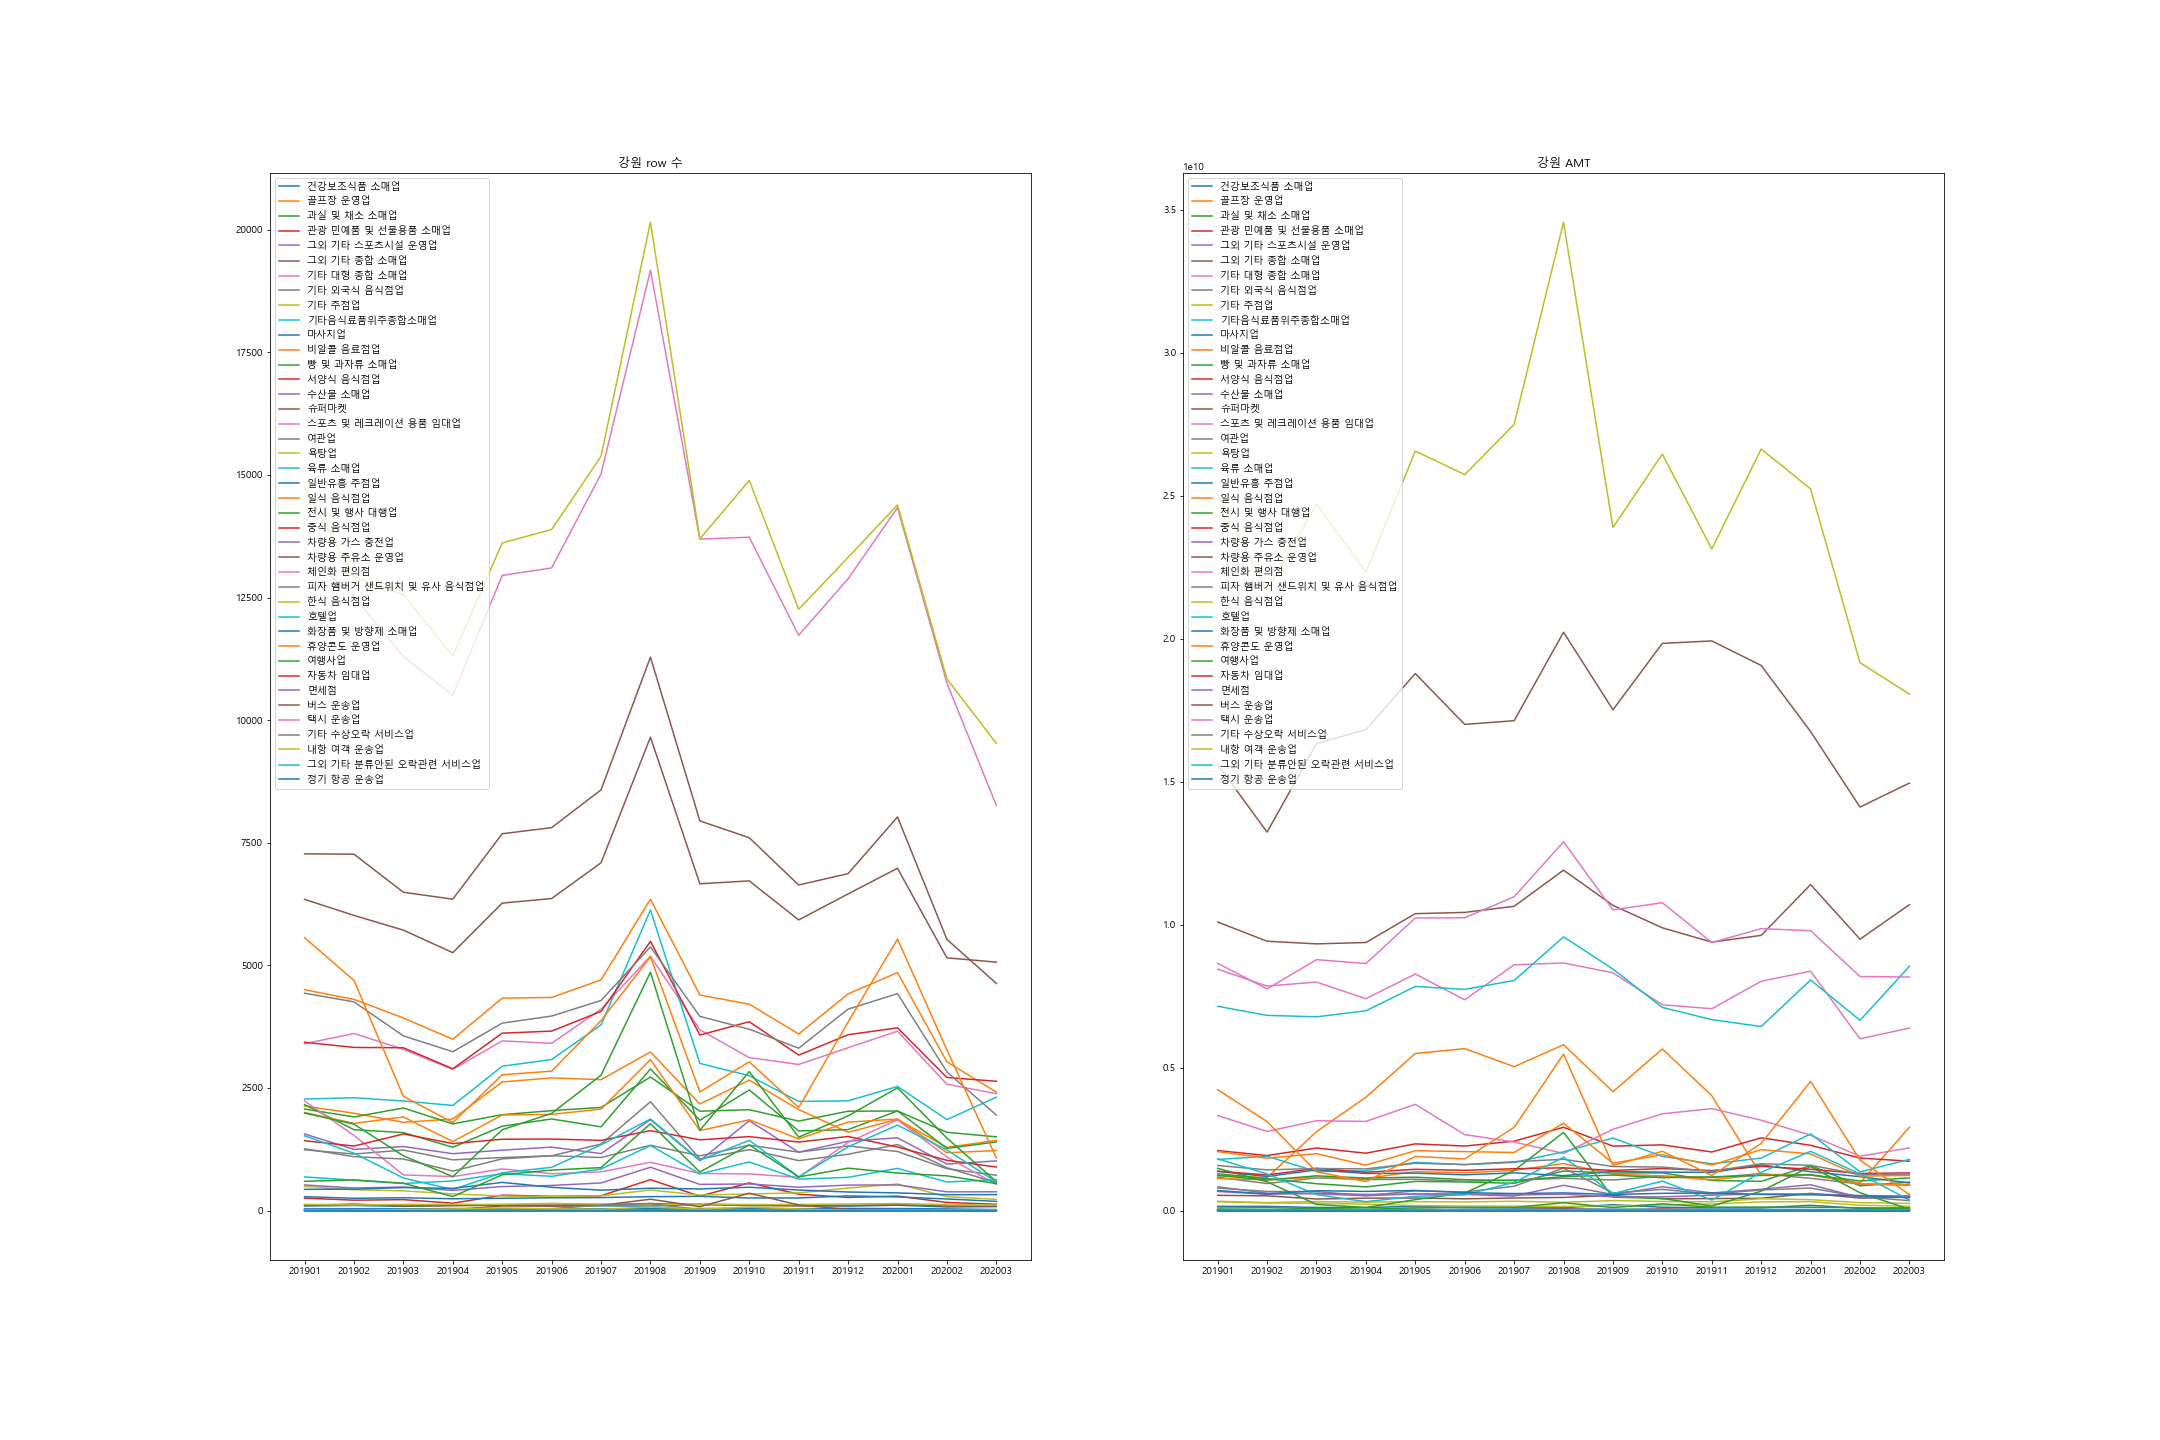 강원 row 수
20000
17500
15000
12500
10000
7500
5000
2500
0
건강보조식품 소매업
골프장 운영업
과실 및 채소 소매업
관광 민예품 및 선물용품 소매업
그외 기타 스포츠시설 운영업
그외 기타 종합 소매업
기타 대형 종합 소매업
기타 외국식 음식점업
기타 주점업
기타음식료품위주종합소매업
마사지업
비알콜 음료점업
빵 및 과자류 소매업
서양식 음식점업
수산물 소매업
슈퍼마켓
스포츠 및 레크레이션 용품 임대업
여관업
욕탕업
육류 소매업
일반유흥 주점업
일식 음식점업
전시 및 행사 대행업
중식 음식점업
차량용 가스 충전업
차량용 주유소 운영업
체인화 편의점
피자 햄버거 샌드위치 및 유사 음식점업
한식 음식점업
호텔업
화장품 및 방향제 소매업
휴양콘도 운영업
여행사업
자동차 임대업
면세점
버스 운송업
택시 운송업
기타 수상오락 서비스업
내항 여객 운송업
그외 기타 분류안된 오락관련 서비스업
정기 항공 운송업
201901 201902 201903 201904 201905 201906 201907 201908 201909 201910 201911 201912 202001 202002 202003
강원 AMT
1e10
3.5
3.0
2.5
2.0
1.5
1.0
0.5
0.0
건강보조식품 소매업
골프장 운영업
과실 및 채소 소매업
관광 민예품 및 선물용품 소매업
그외 기타 스포츠시설 운영업
그외 기타 종합 소매업
기타 대형 종합 소매업
기타 외국식 음식점업
기타 주점업
기타음식료품위주종합소매업
마사지업
비알콜 음료점업
빵 및 과자류 소매업
서양식 음식점업
수산물 소매업
슈퍼마켓
스포츠 및 레크레이션 용품 임대업
여관업
욕탕업
육류 소매업
일반유흥 주점업
일식 음식점업
전시 및 행사 대행업
중식 음식점업
차량용 가스 충전업
차량용 주유소 운영업
체인화 편의점
피자 햄버거 샌드위치 및 유사 음식점업
한식 음식점업
호텔업
화장품 및 방향제 소매업
휴양콘도 운영업
여행사업
자동차 임대업
면세점
버스 운송업
택시 운송업
기타 수상오락 서비스업
내항 여객 운송업
그외 기타 분류안된 오락관련 서비스업
정기 항공 운송업
201901 201902 201903 201904 201905 201906 201907 201908 201909 201910 201911 201912 202001 202002 202003